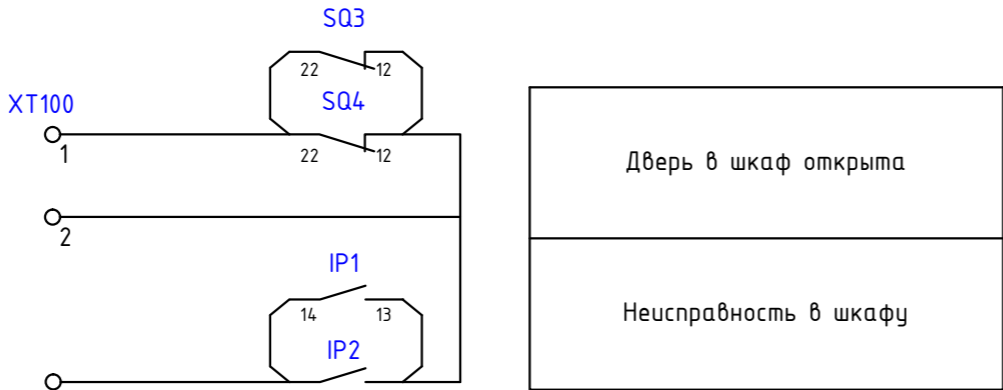 SQ3
22 12
SQ4
XT100
1
22 12
Дверь в шкаф открыта
2
IP1
14 13
Неисправность в шкафу
IP2